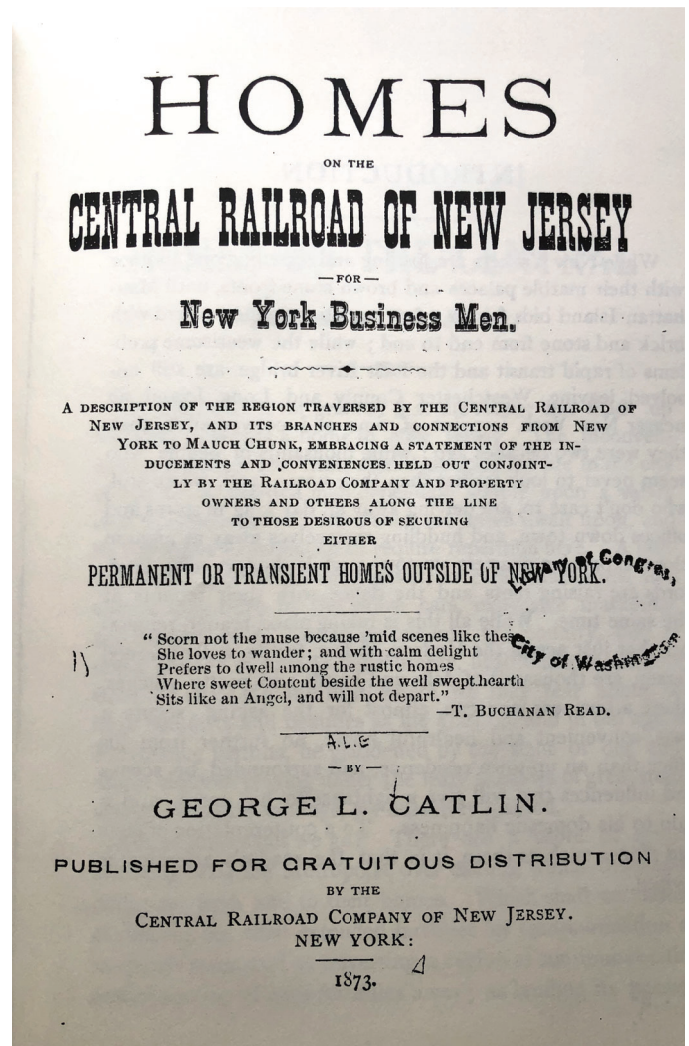 HOMES
ON THE
CENTRAL RAILROAD OF NEW JERSEY
—FOR—
New York Business Men.
A DESCRIPTION OF THE REGION TRAVERSED BY THE CENTRAL RAILROAD OF
NEW JERSEY, AND ITS BRANCHES AND CONNECTIONS FROM NEW
YORK TO MAUCH CHUNK, EMBRACING A STATEMENT OF THE IN-
DUCEMENTS AND CONVENIENCES HELD OUT CONJOINT-
LY BY THE RAILROAD COMPANY AND PROPERTY
OWNERS AND OTHERS ALONG THE LINE
TO THOSE DESIROUS OF SECURING
EITHER
PERMANENT OR TRANSIENT HOMES OUTSIDE OF NEW YORK.
Library of Congress,
City of Washington
“ Scorn not the muse because 'mid scenes like these
She loves to wander; and with calm delight
Prefers to dwell among the rustic homes
Where sweet Content beside the well swept hearth
Sits like an Angel, and will not depart.”
—T. BUCHANAN READ.
— BY —
GEORGE L. CATLIN.
PUBLISHED FOR GRATUITOUS DISTRIBUTION
BY THE
CENTRAL RAILROAD COMPANY OF NEW JERSEY.
NEW YORK:
1873.